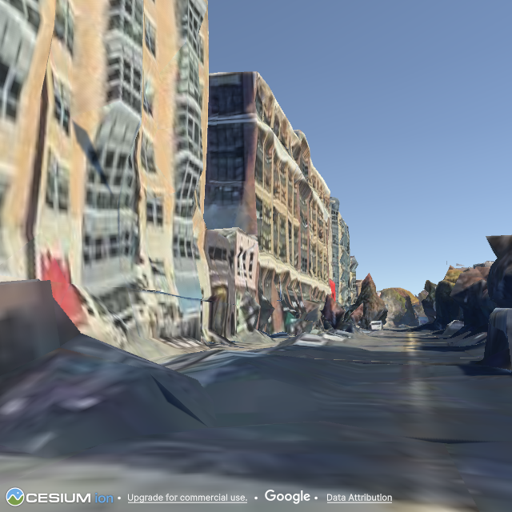 CESIUM ion • Upgrade for commercial use. • Google • Data Attribution